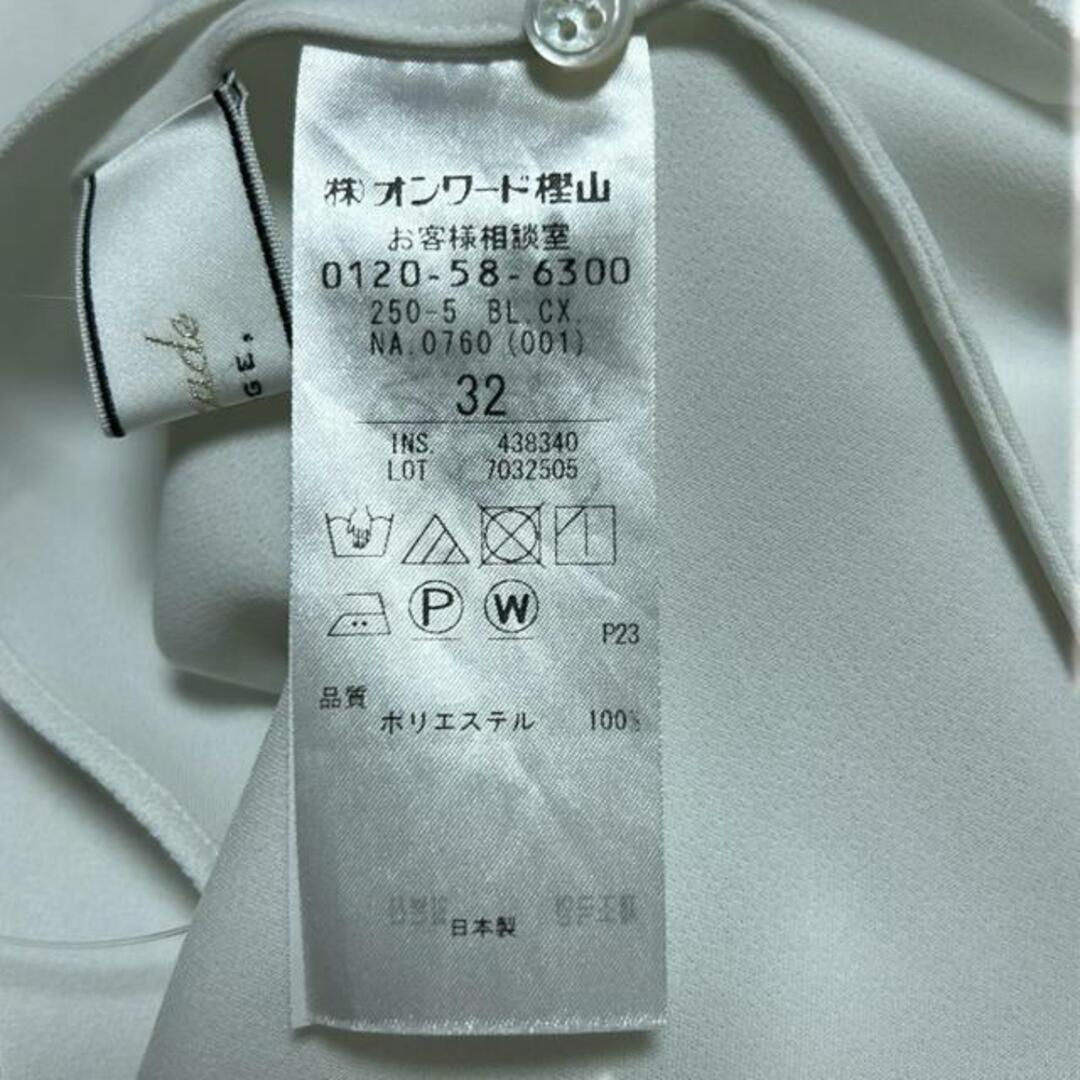 (株)オンワード樫山
お客様相談室
0120-58-6300
250-5 BL.CX.
NA.0760(001)
32
INS. 438340
LOT 7032505
P W
P23
品質
ポリエステル 100%
日本製
GE,